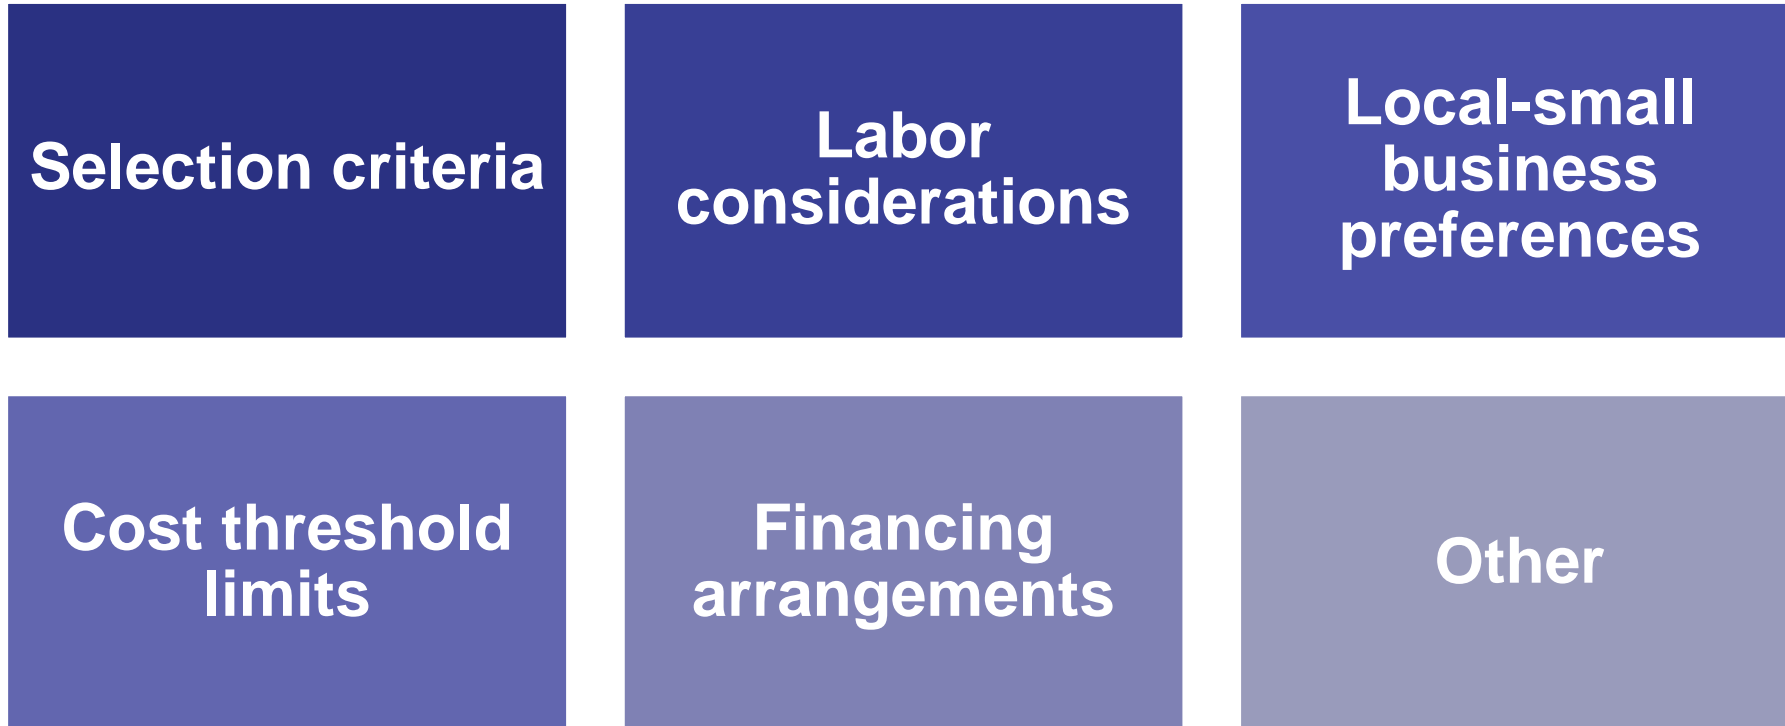 Selection criteria
Labor
considerations
Local-small
business
preferences
Cost threshold
limits
Financing
arrangements
Other